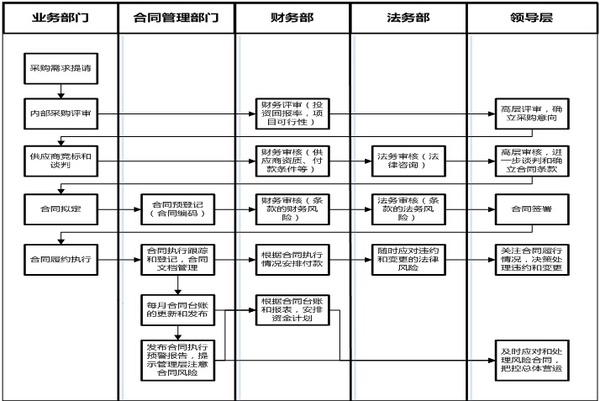 业务部门
合同管理部门
财务部
法务部
领导层
采购需求提请
内部采购评审
财务评审（投
资回报率，项
目可行性）
高层评审，确
立采购意向
供应商竞标和
谈判
财务审核（供
应商资质、付
款条件等）
法务审核（法
律咨询）
高层审核，进
一步谈判和确
立合同条款
合同拟定
合同预登记
（合同编码）
财务审核（条
款的财务风
险）
法务审核（条
款的法务风
险）
合同签署
合同履约执行
合同执行跟踪
和登记，合同
文档管理
根据合同执行
情况安排付款
随时应对违约
和变更的法律
风险
关注合同履行
情况，决策处
理违约和变更
每月合同台账
的更新和发布
根据合同台账
和报表，安排
资金计划
发布合同执行
预警报告，提
示管理层注意
合同风险
及时应对和处
理风险合同，
把控总体营运